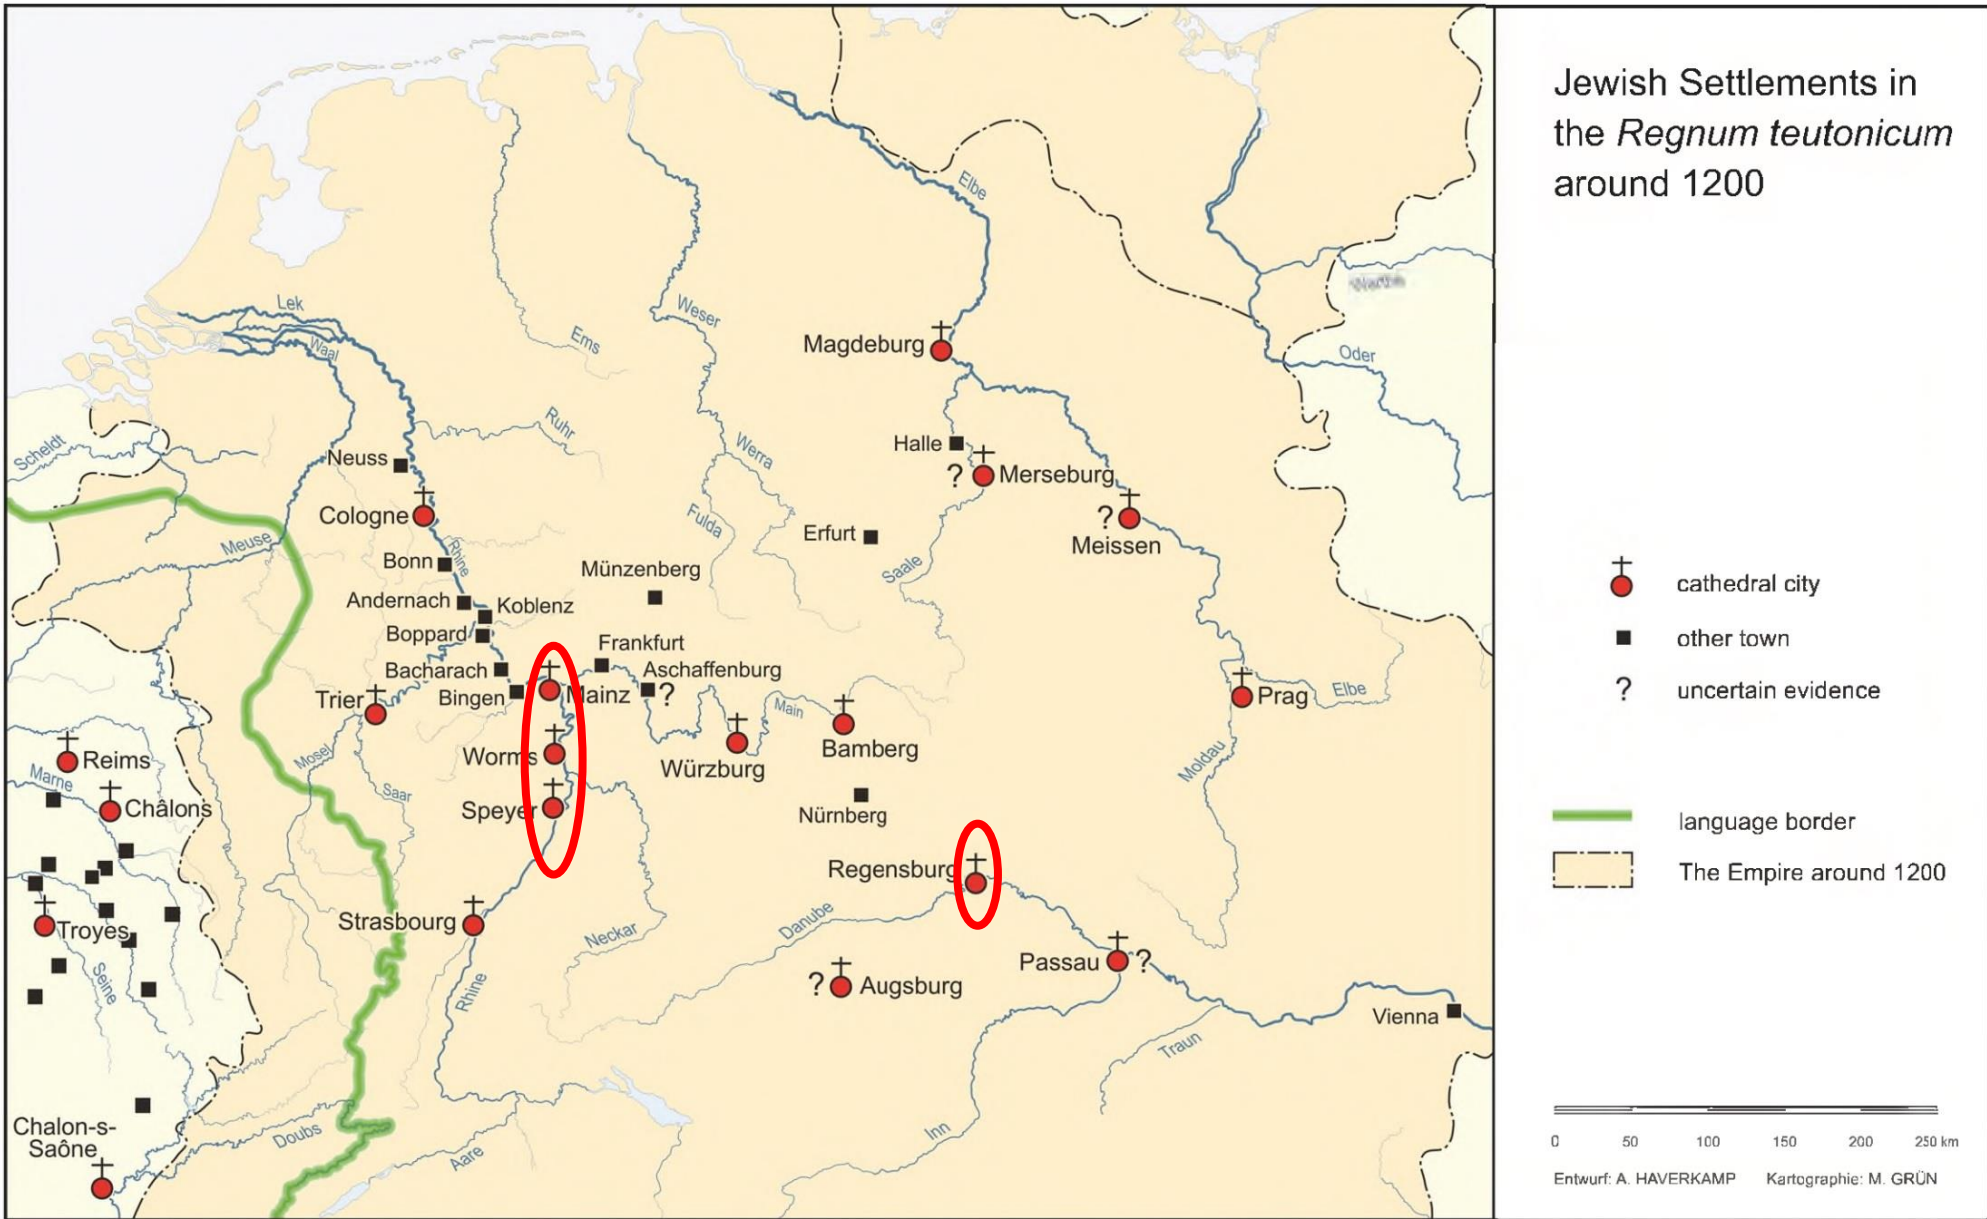 Jewish Settlements in
the Regnum teutonicum
around 1200
Elbe
Lek
Waal
Weser
Ems
Magdeburg
Oder
Scheldt
Ruhr
Neuss
Werra
Halle
? Merseburg
Cologne
Fulda
Erfurt
?
Meissen
Meuse
Rhine
Bonn
Münzenberg
Saale
Andernach
Koblenz
Boppard
Frankfurt
Bacharach
Aschaffenburg
?
Trier
Bingen
Mainz
Main
Prag
Elbe
Mosel
Worms
Würzburg
Bamberg
Moldau
Reims
Marne
Saar
Châlons
Speyer
Nürnberg
Regensburg
Troyes
Strasbourg
Neckar
Danube
Seine
Rhine
? Augsburg
Passau ?
Vienna
Traun
Chalon-s-
Saône
Doubs
Aare
Inn
cathedral city
other town
? uncertain evidence
language border
The Empire around 1200
0 50 100 150 200 250 km
Entwurf: A. HAVERKAMP Kartographie: M. GRÜN